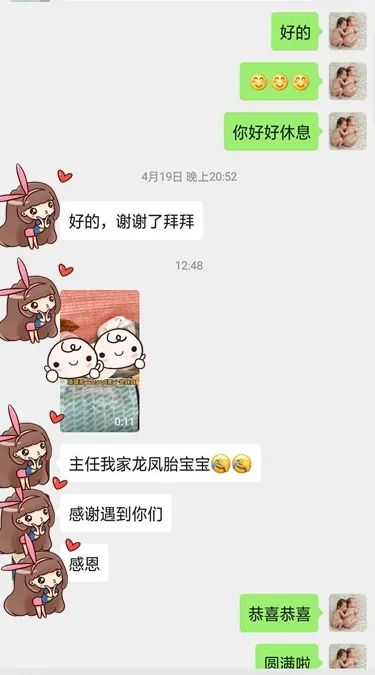 好的
你好好休息
4月19日 晚上20:52
好的，谢谢了拜拜
12:48
0:11
主任我家龙凤胎宝宝
感谢遇到你们
感恩
恭喜恭喜
圆满啦